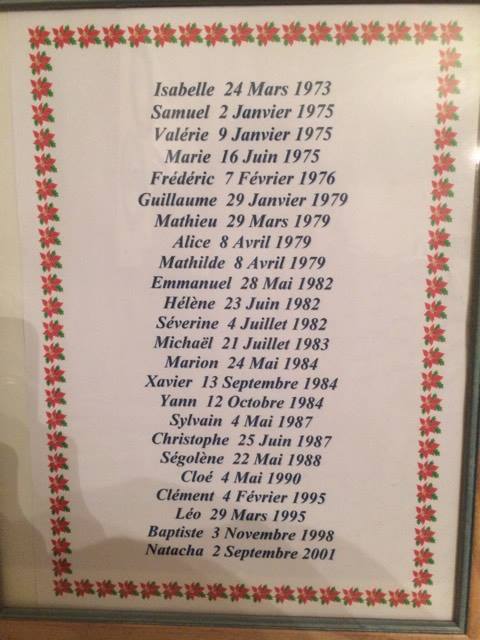 Isabelle 24 Mars 1973
Samuel 2 Janvier 1975
Valérie 9 Janvier 1975
Marie 16 Juin 1975
Frédéric 7 Février 1976
Guillaume 29 Janvier 1979
Mathieu 29 Mars 1979
Alice 8 Avril 1979
Mathilde 8 Avril 1979
Emmanuel 28 Mai 1982
Hélène 23 Juin 1982
Séverine 4 Juillet 1982
Michaël 21 Juillet 1983
Marion 24 Mai 1984
Xavier 13 Septembre 1984
Yann 12 Octobre 1984
Sylvain 4 Mai 1987
Christophe 25 Juin 1987
Ségolène 22 Mai 1988
Cloé 4 Mai 1990
Clément 4 Février 1995
Léo 29 Mars 1995
Baptiste 3 Novembre 1998
Natacha 2 Septembre 2001